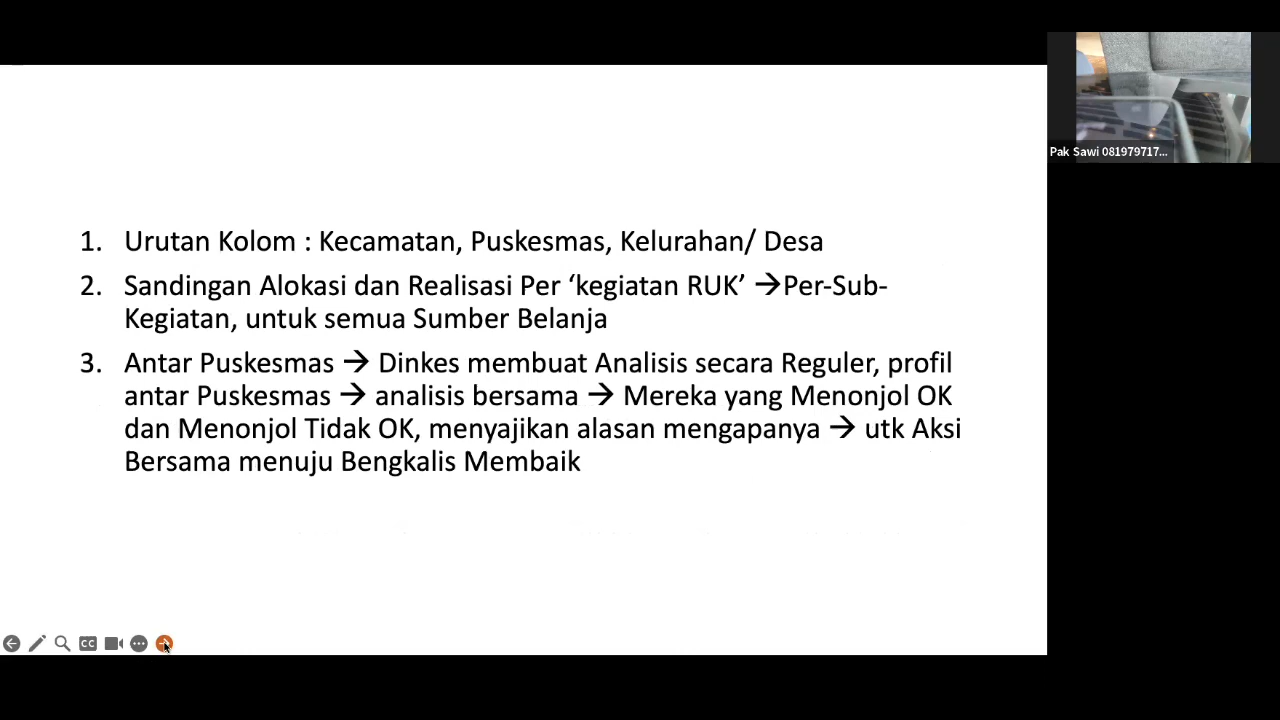 Pak Sawi 081979717...
1. Urutan Kolom : Kecamatan, Puskesmas, Kelurahan/ Desa
2. Sandingan Alokasi dan Realisasi Per ‘kegiatan RUK’ →Per-Sub-
Kegiatan, untuk semua Sumber Belanja
3. Antar Puskesmas → Dinkes membuat Analisis secara Reguler, profil
antar Puskesmas → analisis bersama → Mereka yang Menonjol OK
dan Menonjol Tidak OK, menyajikan alasan mengapanya → utk Aksi
Bersama menuju Bengkalis Membaik
CC